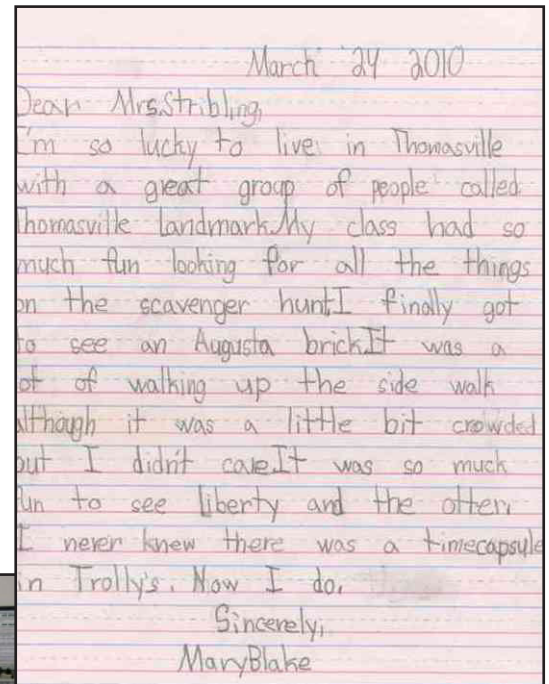 March 24 2010
Dear Mrs.Stribling,
I'm so lucky to live in Thomasville
with a great group of people called
Thomasville Landmark.My class had so
much fun looking for all the things
on the scavenger hunt.I finally got
to see an Augusta brick.It was a
lot of walking up the side walk
although it was a little bit crowded
but I didn't care.It was so much
fun to see liberty and the otter.
I never knew there was a timecapsule
in Trolly's. Now I do.
Sincerely,
MaryBlake